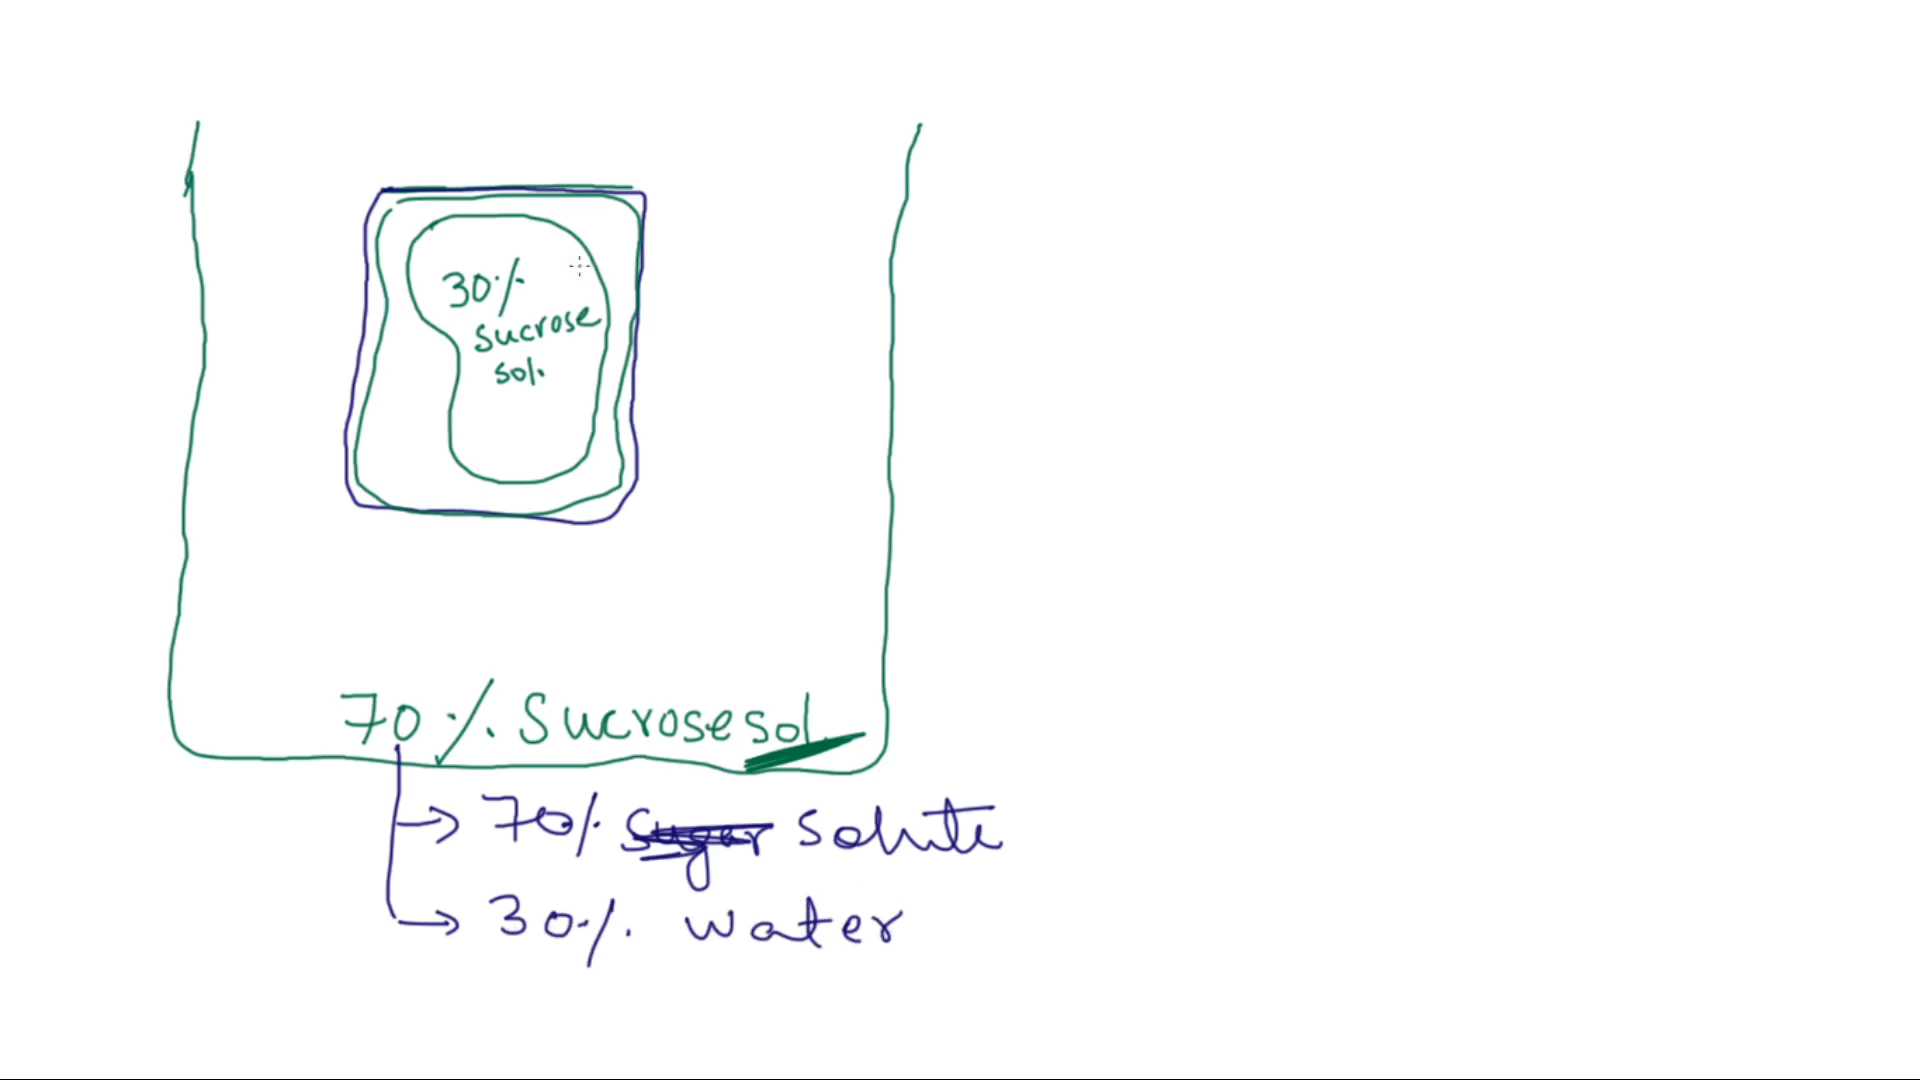 30%
sucrose
sol.
70% Sucrose sol.
→ 70% sugar solute
→ 30% water